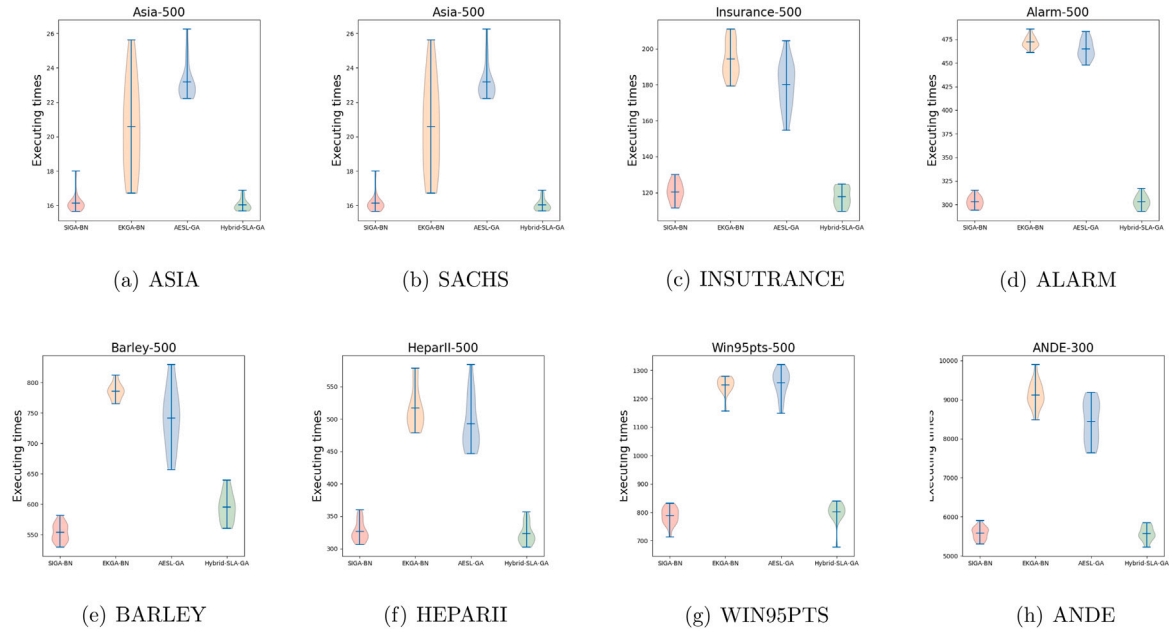 Asia-500
Executing times
26
24
22
20
18
16
SIGA-BN EKGA-BN AESL-GA Hybrid-SLA-GA
(a) ASIA
Asia-500
Executing times
26
24
22
20
18
16
SIGA-BN EKGA-BN AESL-GA Hybrid-SLA-GA
(b) SACHS
Insurance-500
Executing times
200
180
160
140
120
SIGA-BN EKGA-BN AESL-GA Hybrid-SLA-GA
(c) INSUTRANCE
Alarm-500
Executing times
475
450
425
400
375
350
325
300
SIGA-BN EKGA-BN AESL-GA Hybrid-SLA-GA
(d) ALARM
Barley-500
Executing times
800
750
700
650
600
550
SIGA-BN EKGA-BN AESL-GA Hybrid-SLA-GA
(e) BARLEY
HeparII-500
Executing times
550
500
450
400
350
300
SIGA-BN EKGA-BN AESL-GA Hybrid-SLA-GA
(f) HEPARII
Win95pts-500
Executing times
1300
1200
1100
1000
900
800
700
SIGA-BN EKGA-BN AESL-GA Hybrid-SLA-GA
(g) WIN95PTS
ANDE-300
Executing times
10000
9000
8000
7000
6000
5000
SIGA-BN EKGA-BN AESL-GA Hybrid-SLA-GA
(h) ANDE